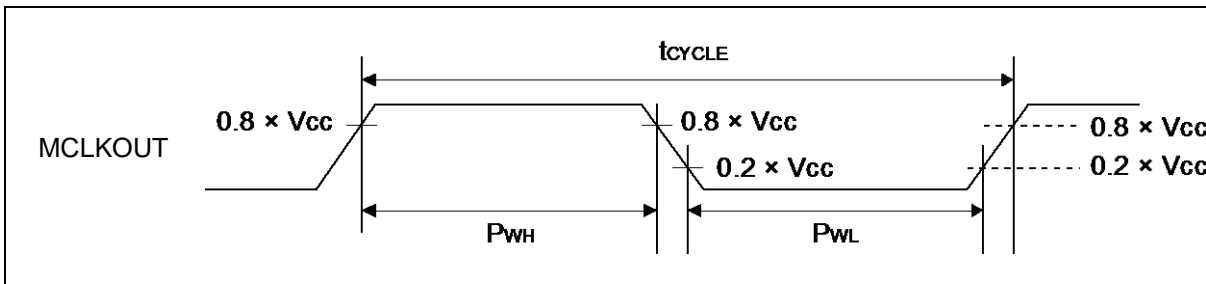 tCYCLE
0.8 × Vcc
0.8 × Vcc
0.8 × Vcc
MCLKOUT
0.2 × Vcc
0.2 × Vcc
PWH
PWL